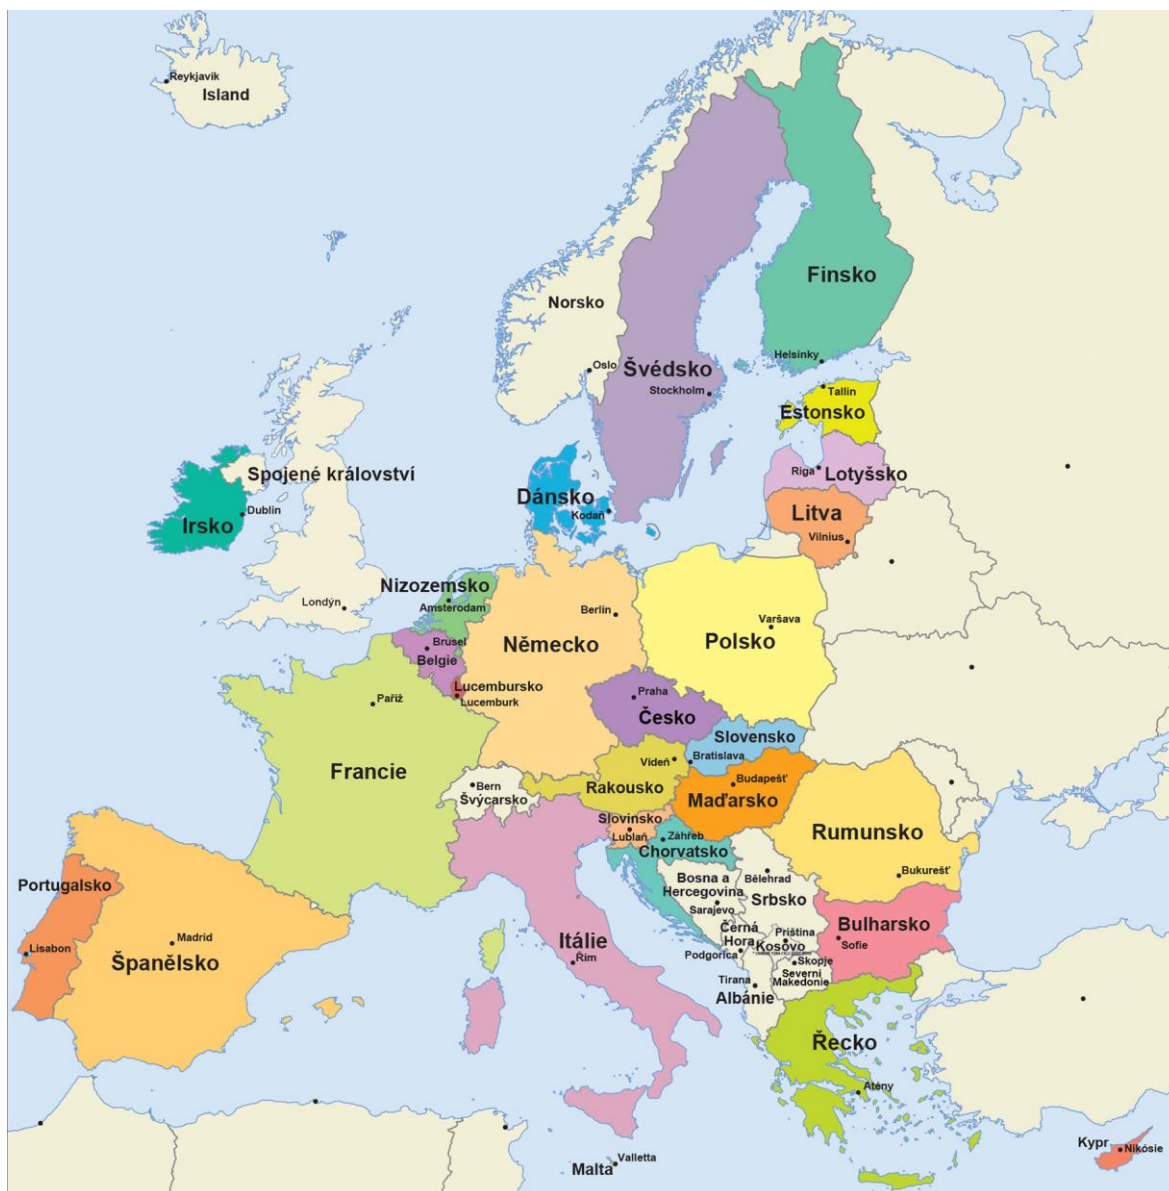 Reykjavík
Island
Finsko
Norsko
Helsinky
Oslo
Švédsko
Stockholm
Tallin
Estonsko
Spojené království
Riga
Lotyšsko
Dánsko
Kodaň
Dublin
Írsko
Litva
Vilnius
Nizozemsko
Amsterodam
Londýn
Berlín
Varšava
Polsko
Brusel
Belgie
Německo
Lucembursko
Lucemburk
Paříž
Praha
Česko
Slovensko
Bratislava
Vídeň
Francie
Bern
Švýcarsko
Rakousko
Budapešť
Maďarsko
Slovinsko
Lublaň
Záhřeb
Chorvatsko
Rumunsko
Bukurešť
Bosna a
Hercegovina
Sarajevo
Bělehrad
Srbsko
Portugalsko
Lisabon
Madrid
Španělsko
Itálie
Řím
Černá
Hora
Podgorica
Priština
Kosovo
Bulharsko
Sofie
Skopje
Severní
Makedonie
Tirana
Albánie
Řecko
Atény
Malta
Valletta
Kypr
Nikósie